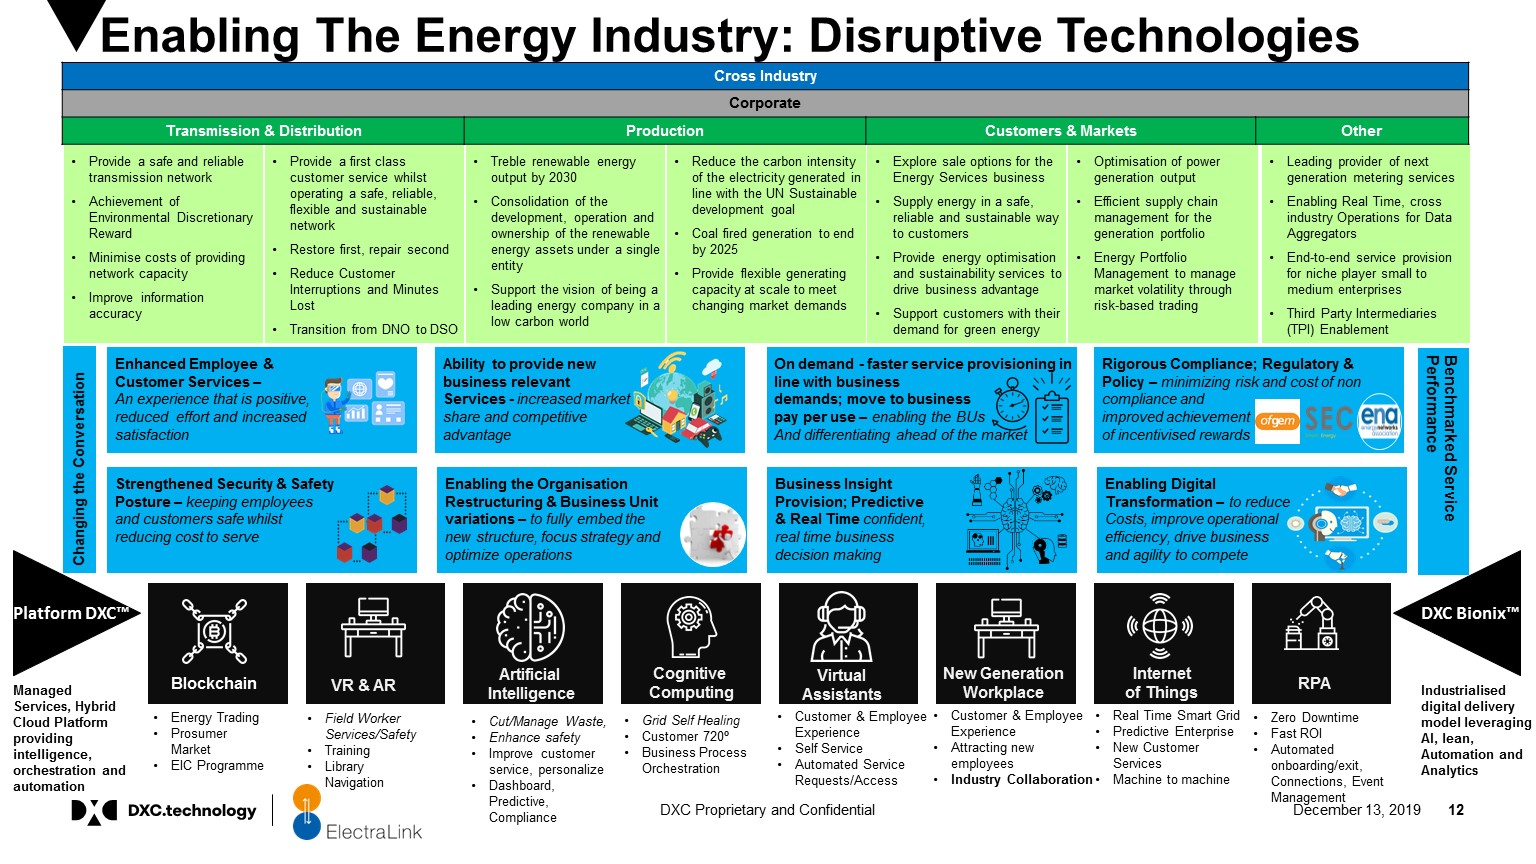 Enabling The Energy Industry: Disruptive Technologies
Cross Industry
Corporate
Transmission & Distribution
Production
Customers & Markets
Other
• Provide a safe and reliable
transmission network
• Achievement of
Environmental Discretionary
Reward
• Minimise costs of providing
network capacity
• Improve information
accuracy
• Provide a first class
customer service whilst
operating a safe, reliable,
flexible and sustainable
network
• Restore first, repair second
• Reduce Customer
Interruptions and Minutes
Lost
• Transition from DNO to DSO
• Treble renewable energy
output by 2030
• Consolidation of the
development, operation and
ownership of the renewable
energy assets under a single
entity
• Support the vision of being a
leading energy company in a
low carbon world
• Reduce the carbon intensity
of the electricity generated in
line with the UN Sustainable
development goal
• Coal fired generation to end
by 2025
• Provide flexible generating
capacity at scale to meet
changing market demands
• Explore sale options for the
Energy Services business
• Supply energy in a safe,
reliable and sustainable way
to customers
• Provide energy optimisation
and sustainability services to
drive business advantage
• Support customers with their
demand for green energy
• Optimisation of power
generation output
• Efficient supply chain
management for the
generation portfolio
• Energy Portfolio
Management to manage
market volatility through
risk-based trading
• Leading provider of next
generation metering services
• Enabling Real Time, cross
industry Operations for Data
Aggregators
• End-to-end service provision
for niche player small to
medium enterprises
• Third Party Intermediaries
(TPI) Enablement
Changing the Conversation
Enhanced Employee &
Customer Services –
An experience that is positive,
reduced effort and increased
satisfaction
Ability to provide new
business relevant
Services - increased market
share and competitive
advantage
On demand - faster service provisioning in
line with business
demands; move to business
pay per use – enabling the BUs
And differentiating ahead of the market
Rigorous Compliance; Regulatory &
Policy – minimizing risk and cost of non
compliance and
improved achievement
of incentivised rewards
ofgem
SEC
ena
Benchmarked Service
Performance
Strengthened Security & Safety
Posture – keeping employees
and customers safe whilst
reducing cost to serve
Enabling the Organisation
Restructuring & Business Unit
variations – to fully embed the
new structure, focus strategy and
optimize operations
Business Insight
Provision; Predictive
& Real Time confident,
real time business
decision making
Enabling Digital
Transformation – to reduce
Costs, improve operational
efficiency, drive business
and agility to compete
Platform DXC™
Managed
Services, Hybrid
Cloud Platform
providing
intelligence,
orchestration and
automation
Blockchain
• Energy Trading
• Prosumer
Market
• EIC Programme
VR & AR
• Field Worker
Services/Safety
• Training
• Library
Navigation
Artificial
Intelligence
• Cut/Manage Waste,
• Enhance safety
• Improve customer
service, personalize
• Dashboard,
Predictive,
Compliance
Cognitive
Computing
• Grid Self Healing
• Customer 720º
• Business Process
Orchestration
Virtual
Assistants
• Customer & Employee
Experience
• Self Service
• Automated Service
Requests/Access
New Generation
Workplace
• Customer & Employee
Experience
• Attracting new
employees
• Industry Collaboration
Internet
of Things
• Real Time Smart Grid
• Predictive Enterprise
• New Customer
Services
• Machine to machine
RPA
• Zero Downtime
• Fast ROI
• Automated
onboarding/exit,
Connections, Event
Management
DXC Bionix™
Industrialised
digital delivery
model leveraging
AI, lean,
Automation and
Analytics
DXC.technology
ElectraLink
DXC Proprietary and Confidential
December 13, 2019
12